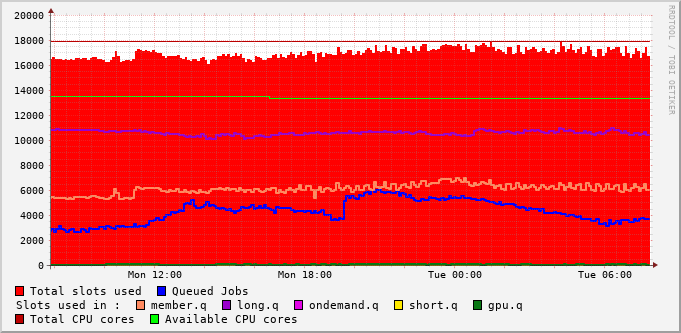 20000
18000
16000
14000
12000
10000
8000
6000
4000
2000
0
Mon 12:00 Mon 18:00 Tue 00:00 Tue 06:00
RRDTOOL / TOBI OETIKER
Total slots used Queued Jobs
Slots used in : member.q long.q ondemand.q short.q gpu.q
Total CPU cores Available CPU cores